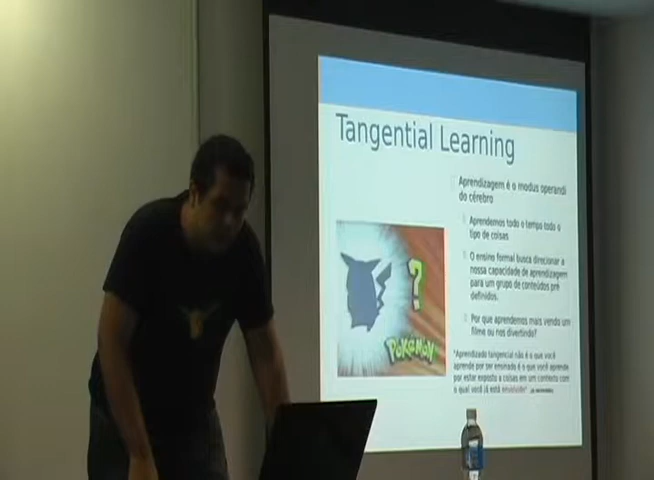 Tangential Learning
Aprendizagem é o modus operandi
do cérebro
Aprendemos todo o tempo todo o
tipo de coisas
O ensino formal busca direcionar a
nossa capacidade de aprendizagem
para um grupo de conteúdos pré
definidos.
Por que aprendemos mais vendo um
filme ou nos divertindo?
?
POKéMON
"Aprendizado tangencial não é o que você
aprende por ser ensinado é o que você aprende
por estar exposto a coisas em um contexto com
o qual você já está envolvido"